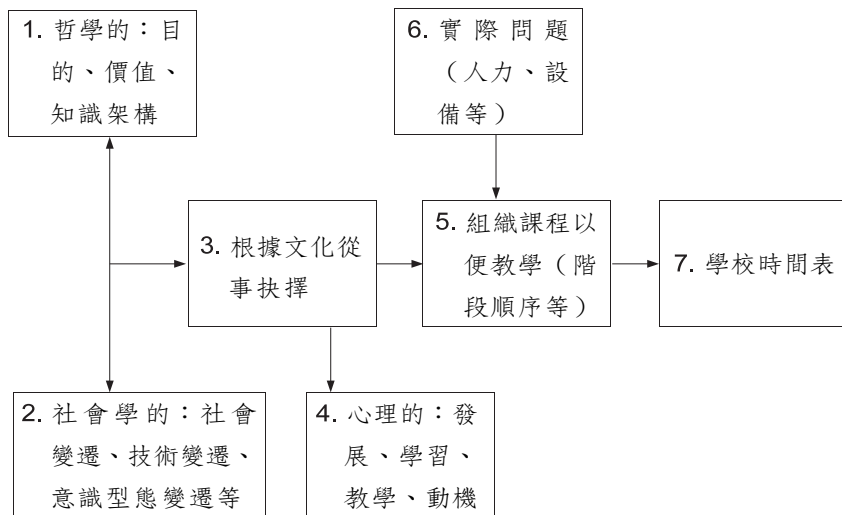 1. 哲學的：目
的、價值、
知識架構
6. 實際問題
（人力、設
備等）
3. 根據文化從
事抉擇
5. 組織課程以
便教學（階
段順序等）
7. 學校時間表
2. 社會學的：社會
變遷、技術變遷、
意識型態變遷等
4. 心理的：發
展、學習、
教學、動機